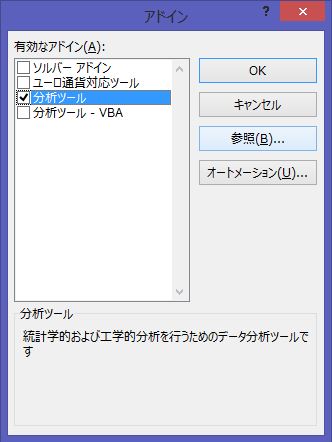 アドイン
?
有効なアドイン(A):
ソルバー アドイン
ユーロ通貨対応ツール
分析ツール
分析ツール - VBA
OK
キャンセル
参照(B)...
オートメーション(U)...
分析ツール
統計学的および工学的分析を行うためのデータ分析ツールで
す